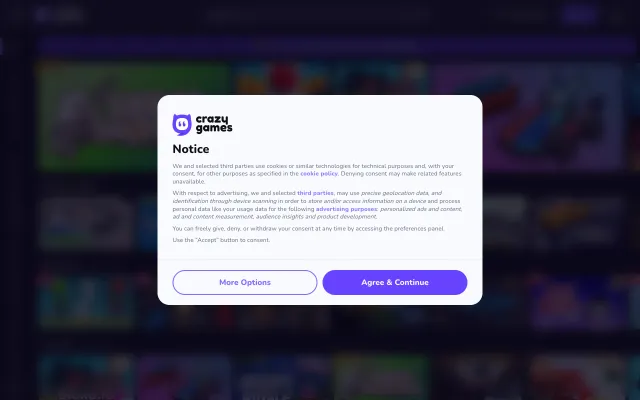 crazy
games
Notice
We and selected third parties use cookies or similar technologies for technical purposes and, with your
consent, for other purposes as specified in the cookie policy. Denying consent may make related features
unavailable.
With respect to advertising, we and selected third parties, may use precise geolocation data, and
identification through device scanning in order to store and/or access information on a device and process
personal data like your usage data for the following advertising purposes: personalized ads and content,
ad and content measurement, audience insights and product development.
You can freely give, deny, or withdraw your consent at any time by accessing the preferences panel.
Use the "Accept" button to consent.
More Options
Agree & Continue